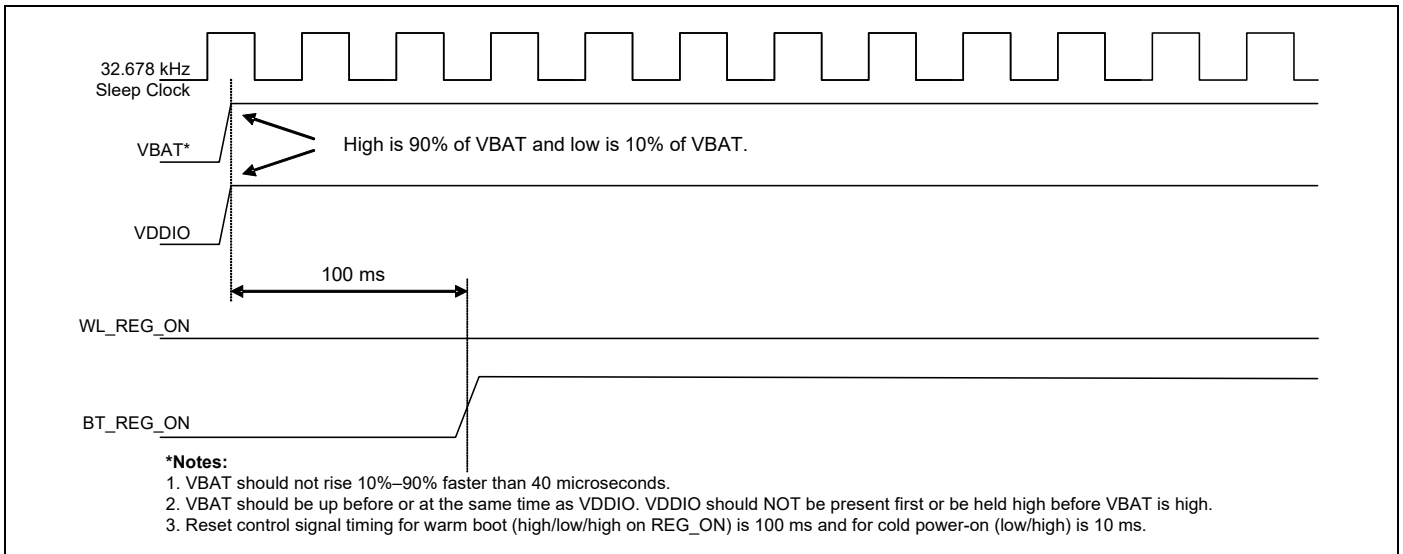 32.678 kHz
Sleep Clock
VBAT*
High is 90% of VBAT and low is 10% of VBAT.
VDDIO
100 ms
WL_REG_ON
BT_REG_ON
*Notes:
1. VBAT should not rise 10%–90% faster than 40 microseconds.
2. VBAT should be up before or at the same time as VDDIO. VDDIO should NOT be present first or be held high before VBAT is high.
3. Reset control signal timing for warm boot (high/low/high on REG_ON) is 100 ms and for cold power-on (low/high) is 10 ms.